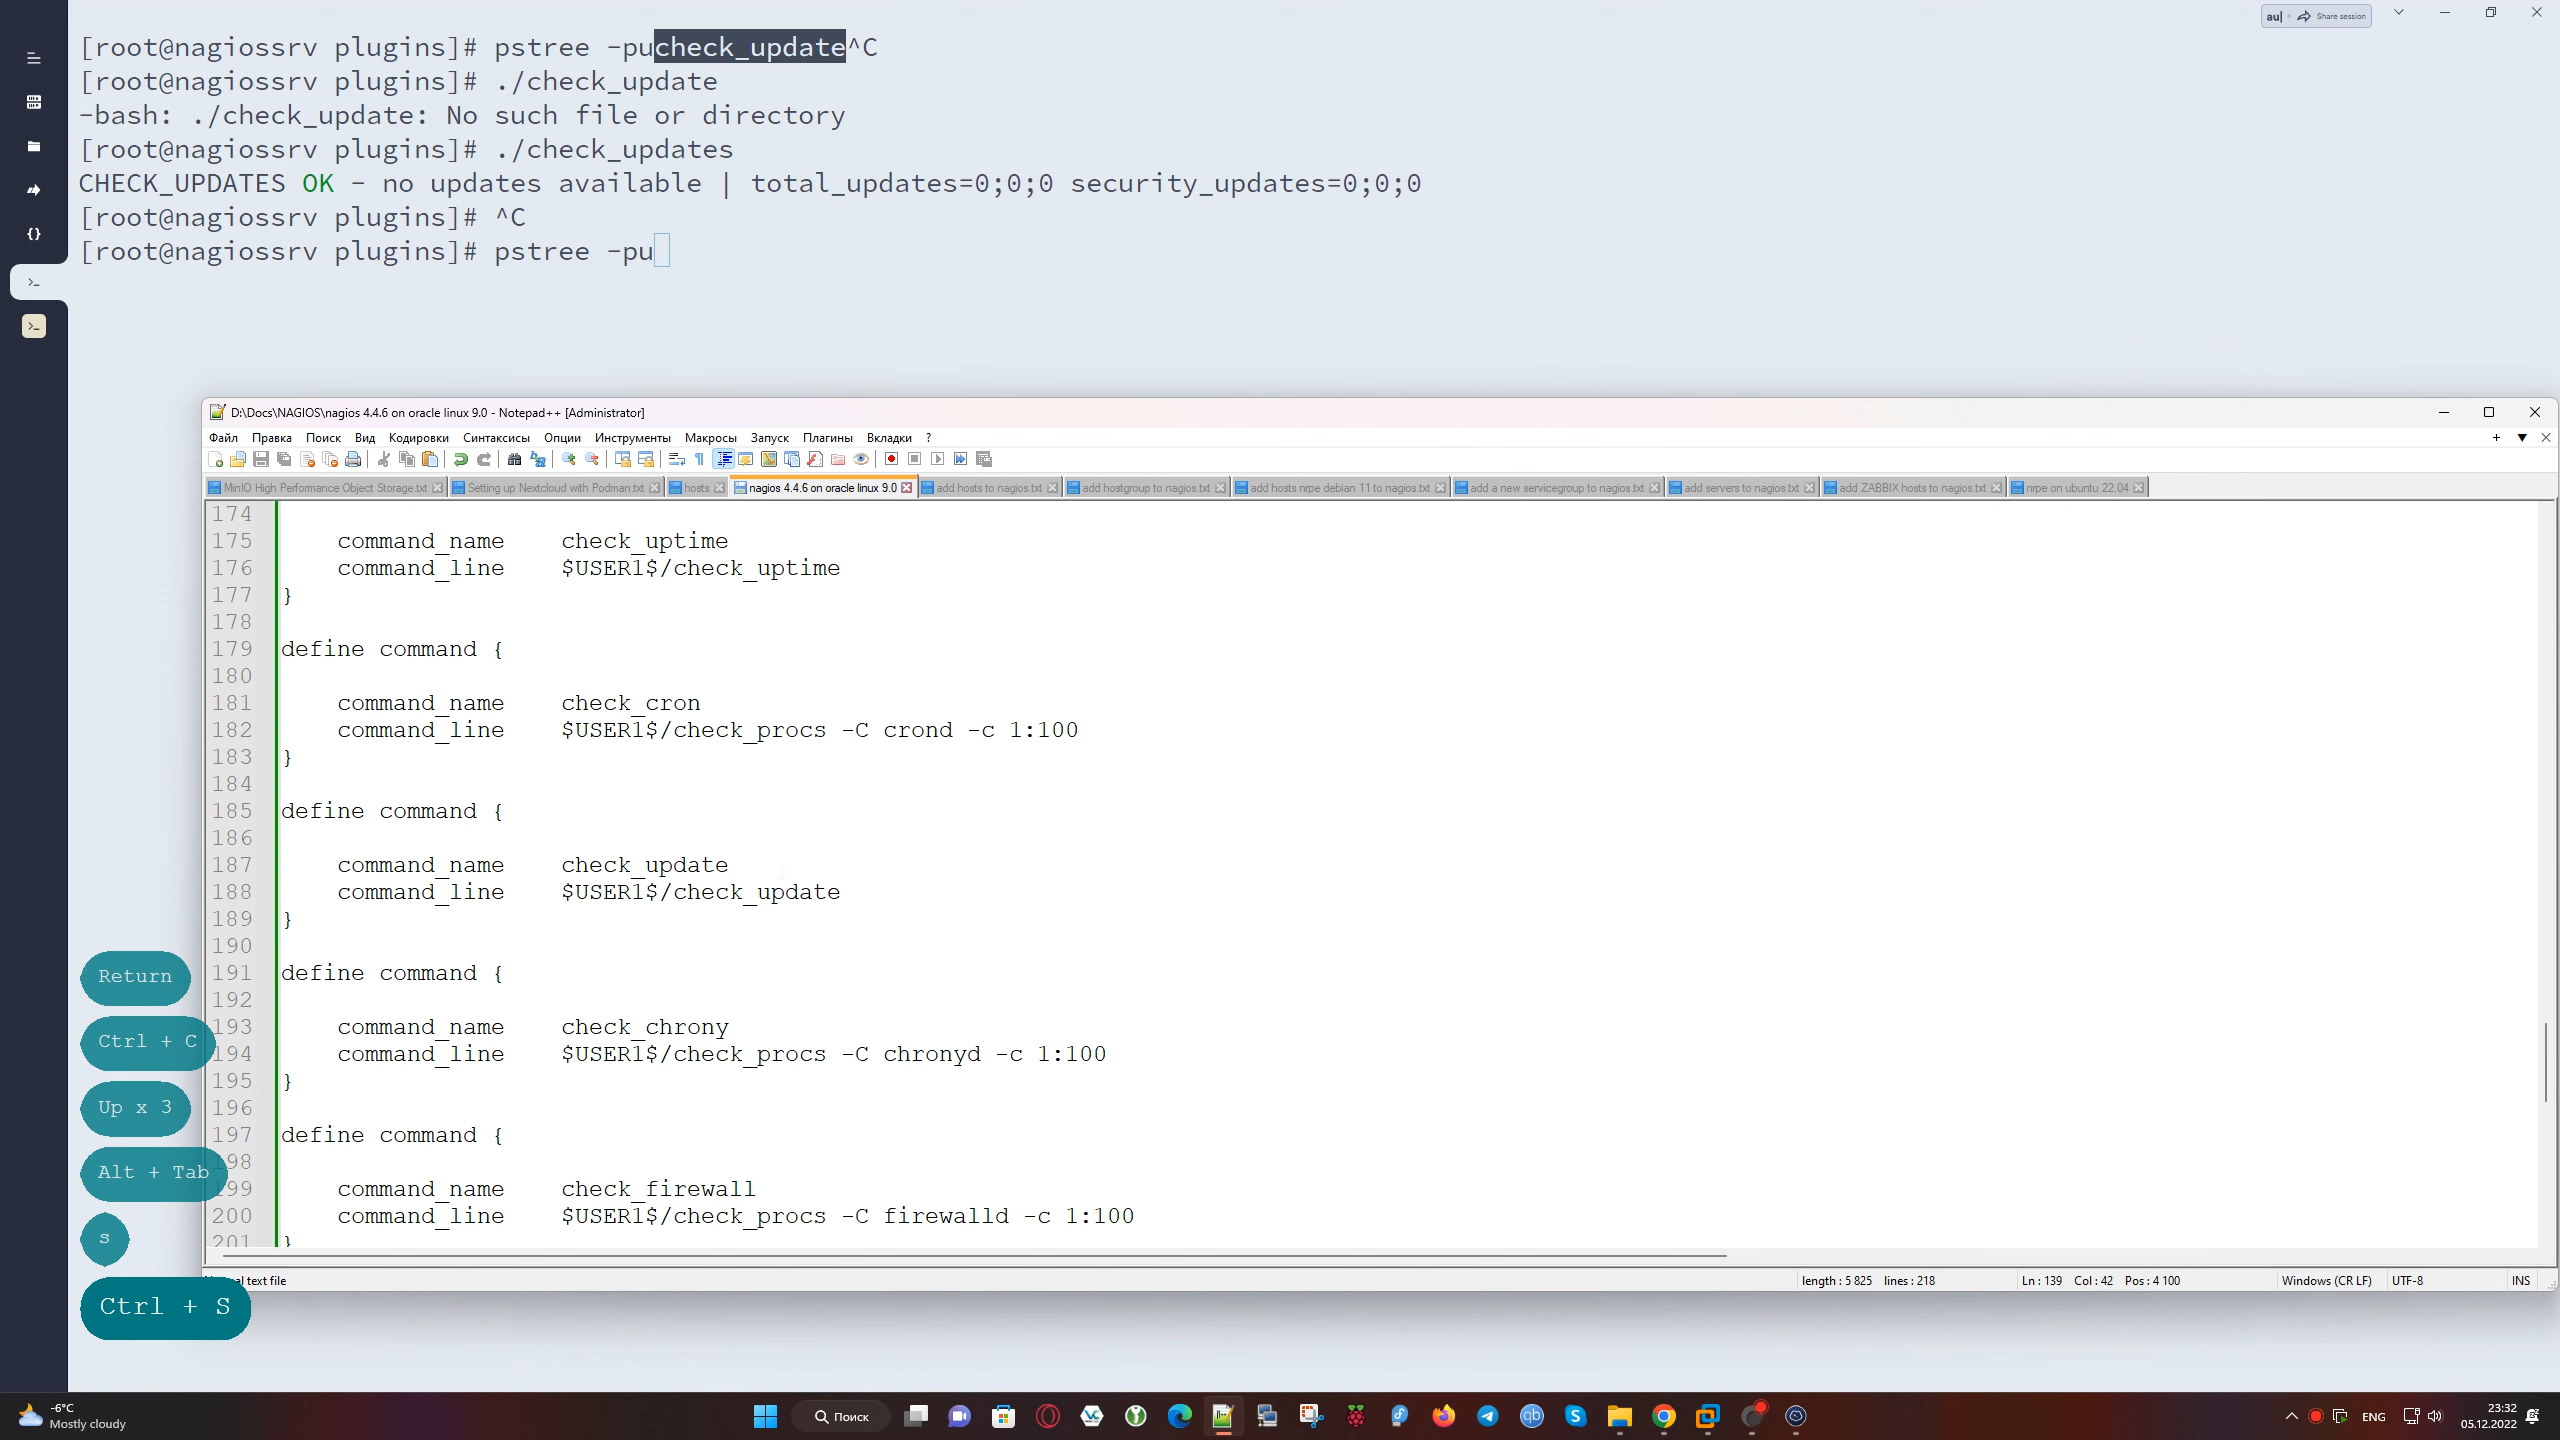 au| Share session
[root@nagiossrv plugins]# pstree -pucheck_update^C
[root@nagiossrv plugins]# ./check_update
-bash: ./check_update: No such file or directory
[root@nagiossrv plugins]# ./check_updates
CHECK_UPDATES OK - no updates available | total_updates=0;0;0 security_updates=0;0;0
[root@nagiossrv plugins]# ^C
[root@nagiossrv plugins]# pstree -pu
D:\Docs\NAGIOS\nagios 4.4.6 on oracle linux 9.0 - Notepad++ [Administrator]
Файл Правка Поиск Вид Кодировки Синтаксисы Опции Инструменты Макросы Запуск Плагины Вкладки ?
MinIO High Performance Object Storage.txt Setting up Nextcloud with Podman.txt hosts nagios 4.4.6 on oracle linux 9.0 add hosts to nagios.txt add hostgroup to nagios.txt add hosts nrpe debian 11 to nagios.txt add a new servicegroup to nagios.txt add servers to nagios.txt add ZABBIX hosts to nagios.txt nrpe on ubuntu 22.04
174
175 command_name check_uptime
176 command_line $USER1$/check_uptime
177 }
178
179 define command {
180
181 command_name check_cron
182 command_line $USER1$/check_procs -C crond -c 1:100
183 }
184
185 define command {
186
187 command_name check_update
188 command_line $USER1$/check_update
189 }
190
191 define command {
192
193 command_name check_chrony
194 command_line $USER1$/check_procs -C chronyd -c 1:100
195 }
196
197 define command {
98
99 command_name check_firewall
200 command_line $USER1$/check_procs -C firewalld -c 1:100
201 }
Return
Ctrl + C
Up x 3
Alt + Tab
s
Ctrl + S
al text file length : 5 825 lines : 218 Ln : 139 Col : 42 Pos : 4 100 Windows (CR LF) UTF-8 INS
-6°C
Mostly cloudy
Поиск
ENG
23:32
05.12.2022